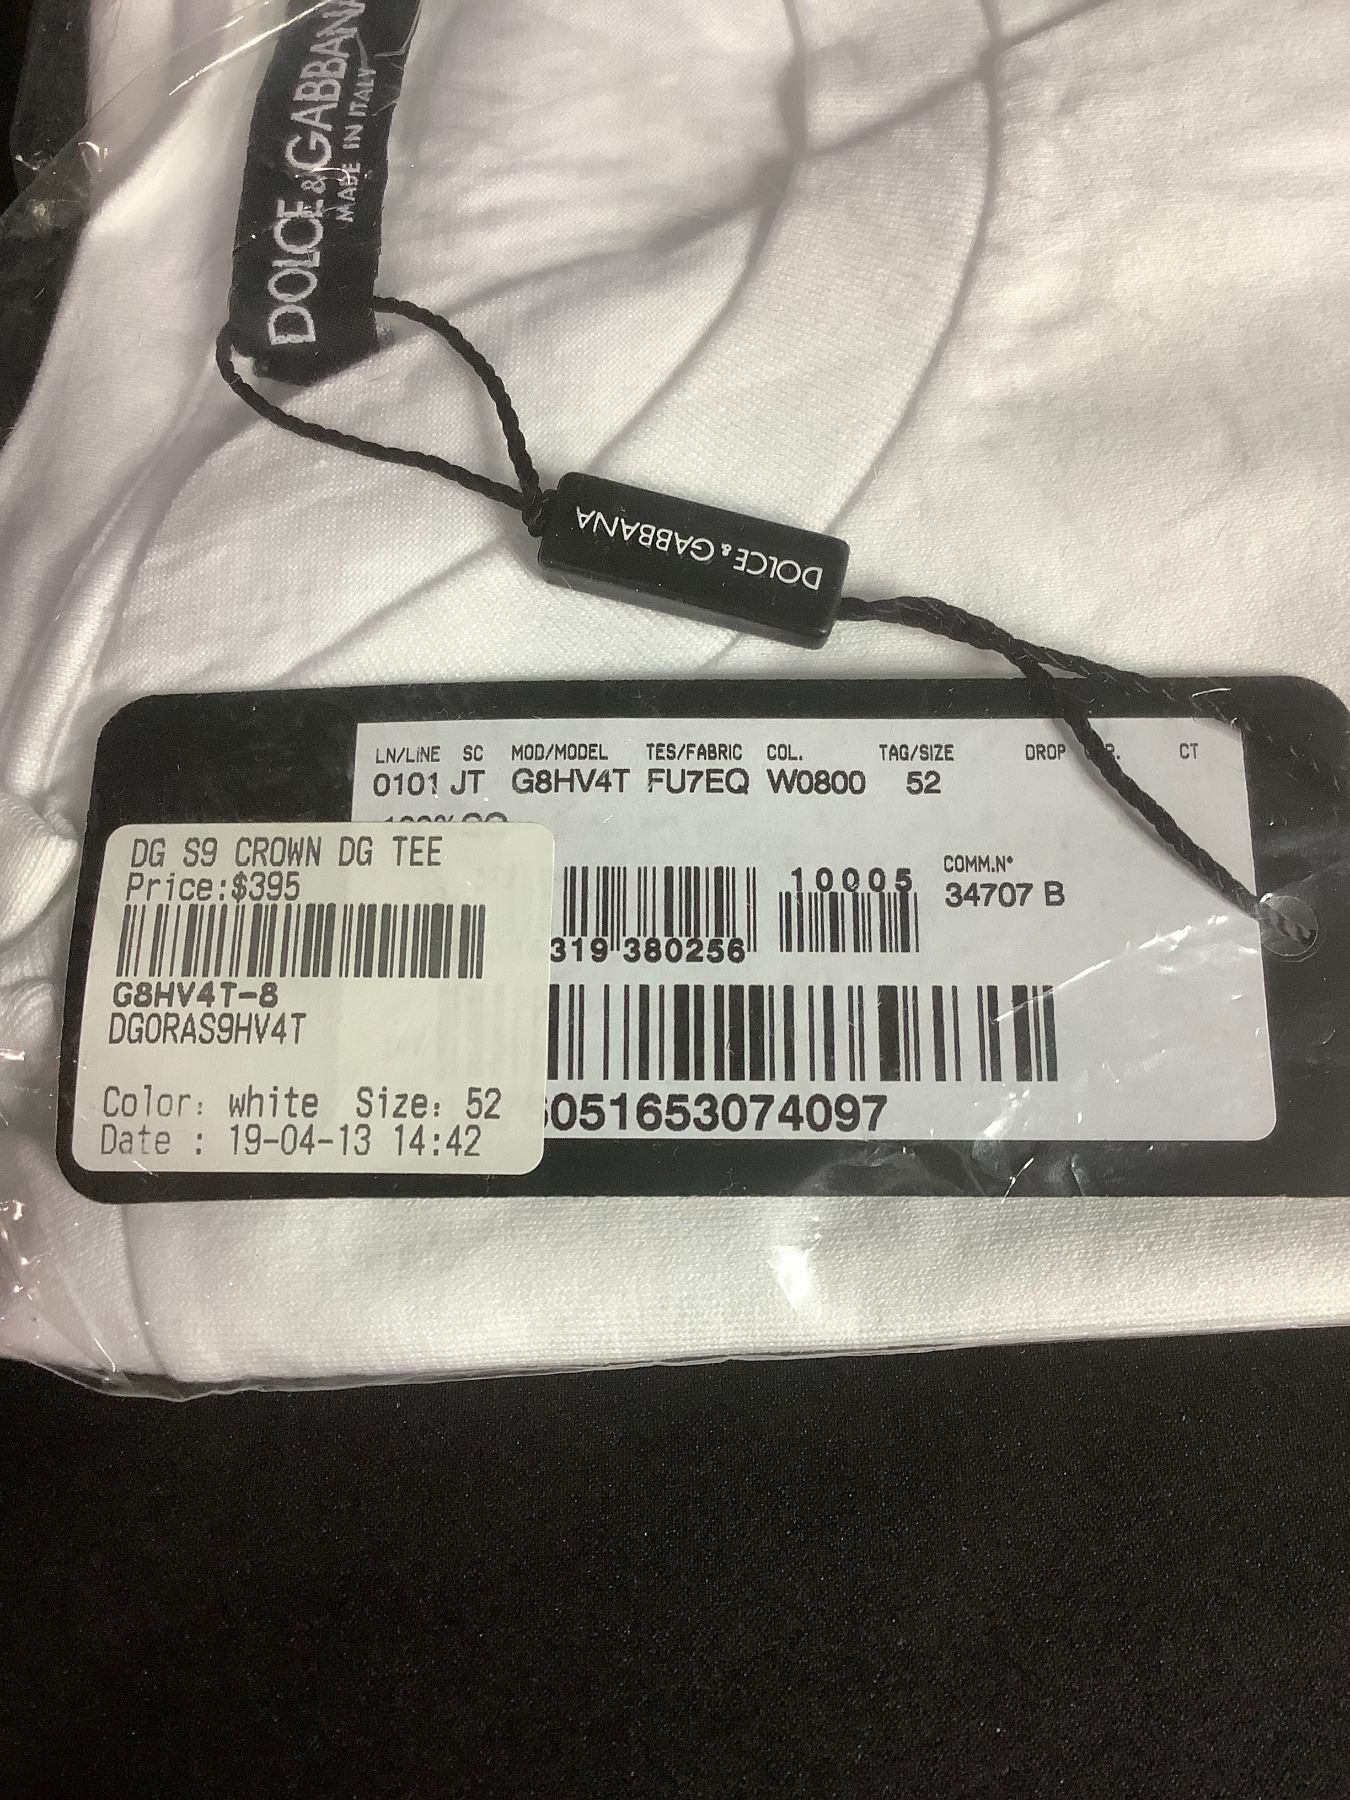 DOLCE & GABBANA
MADE IN ITALY
DOLCE & GABBANA
LN/LINE SC MOD/MODEL TES/FABRIC COL. TAG/SIZE DROP CT
0101 JT G8HV4T FU7EQ W0800 52
DG S9 CROWN DG TEE
Price:$395
G8HV4T-8
DGORAS9HV4T
Color: white Size: 52
Date : 19-04-13 14:42
10005
319 380256
COMM.N°
34707 B
051653074097